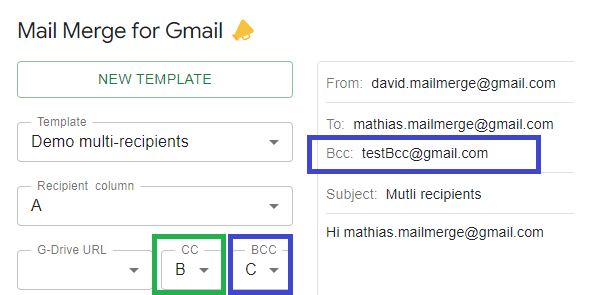 Mail Merge for Gmail
NEW TEMPLATE
Template
Demo multi-recipients
Recipient column
A
G-Drive URL
CC
B
BCC
C
From: david.mailmerge@gmail.com
To: mathias.mailmerge@gmail.com
Bcc: testBcc@gmail.com
Subject: Mutli recipients
Hi mathias.mailmerge@gmail.com